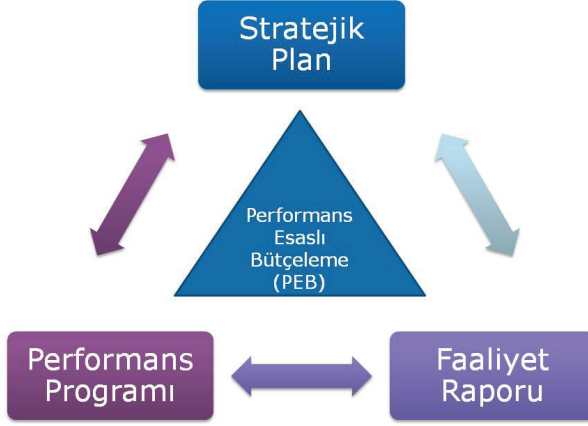 Stratejik
Plan
Performans
Esaslı
Bütçeleme
(PEB)
Performans
Programı
Faaliyet
Raporu